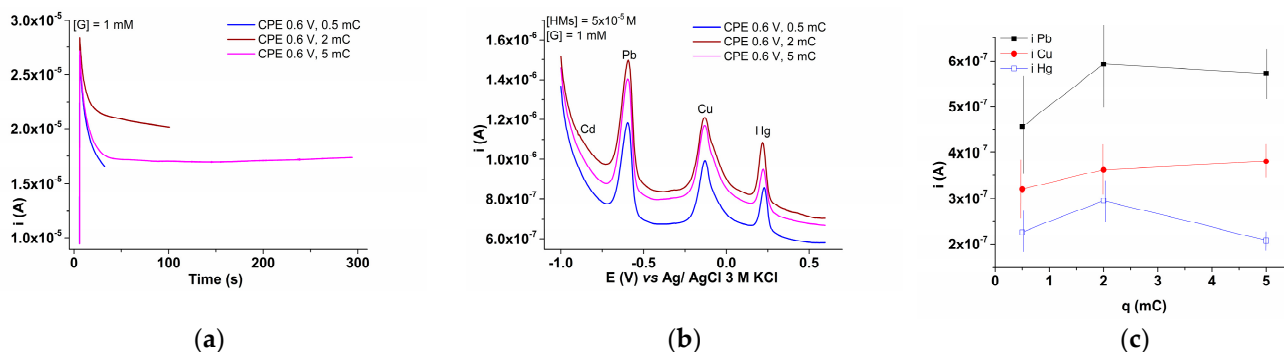 [G] = 1 mM
CPE 0.6 V, 0.5 mC
CPE 0.6 V, 2 mC
CPE 0.6 V, 5 mC
3.0x10⁻⁵
2.5x10⁻⁵
2.0x10⁻⁵
1.5x10⁻⁵
1.0x10⁻⁵
i (A)
0 100 200 300
Time (s)
(a)
[HMs] = 5x10⁻⁵ M
[G] = 1 mM
CPE 0.6 V, 0.5 mC
CPE 0.6 V, 2 mC
CPE 0.6 V, 5 mC
1.6x10⁻⁶
1.4x10⁻⁶
1.2x10⁻⁶
1.0x10⁻⁶
8.0x10⁻⁷
6.0x10⁻⁷
i (A)
Cd
Pb
Cu
Hg
-1.0 -0.5 0.0 0.5
E (V) vs Ag/ AgCl 3 M KCl
(b)
i Pb
i Cu
i Hg
6x10⁻⁷
5x10⁻⁷
4x10⁻⁷
3x10⁻⁷
2x10⁻⁷
i (A)
0 1 2 3 4 5
q (mC)
(c)